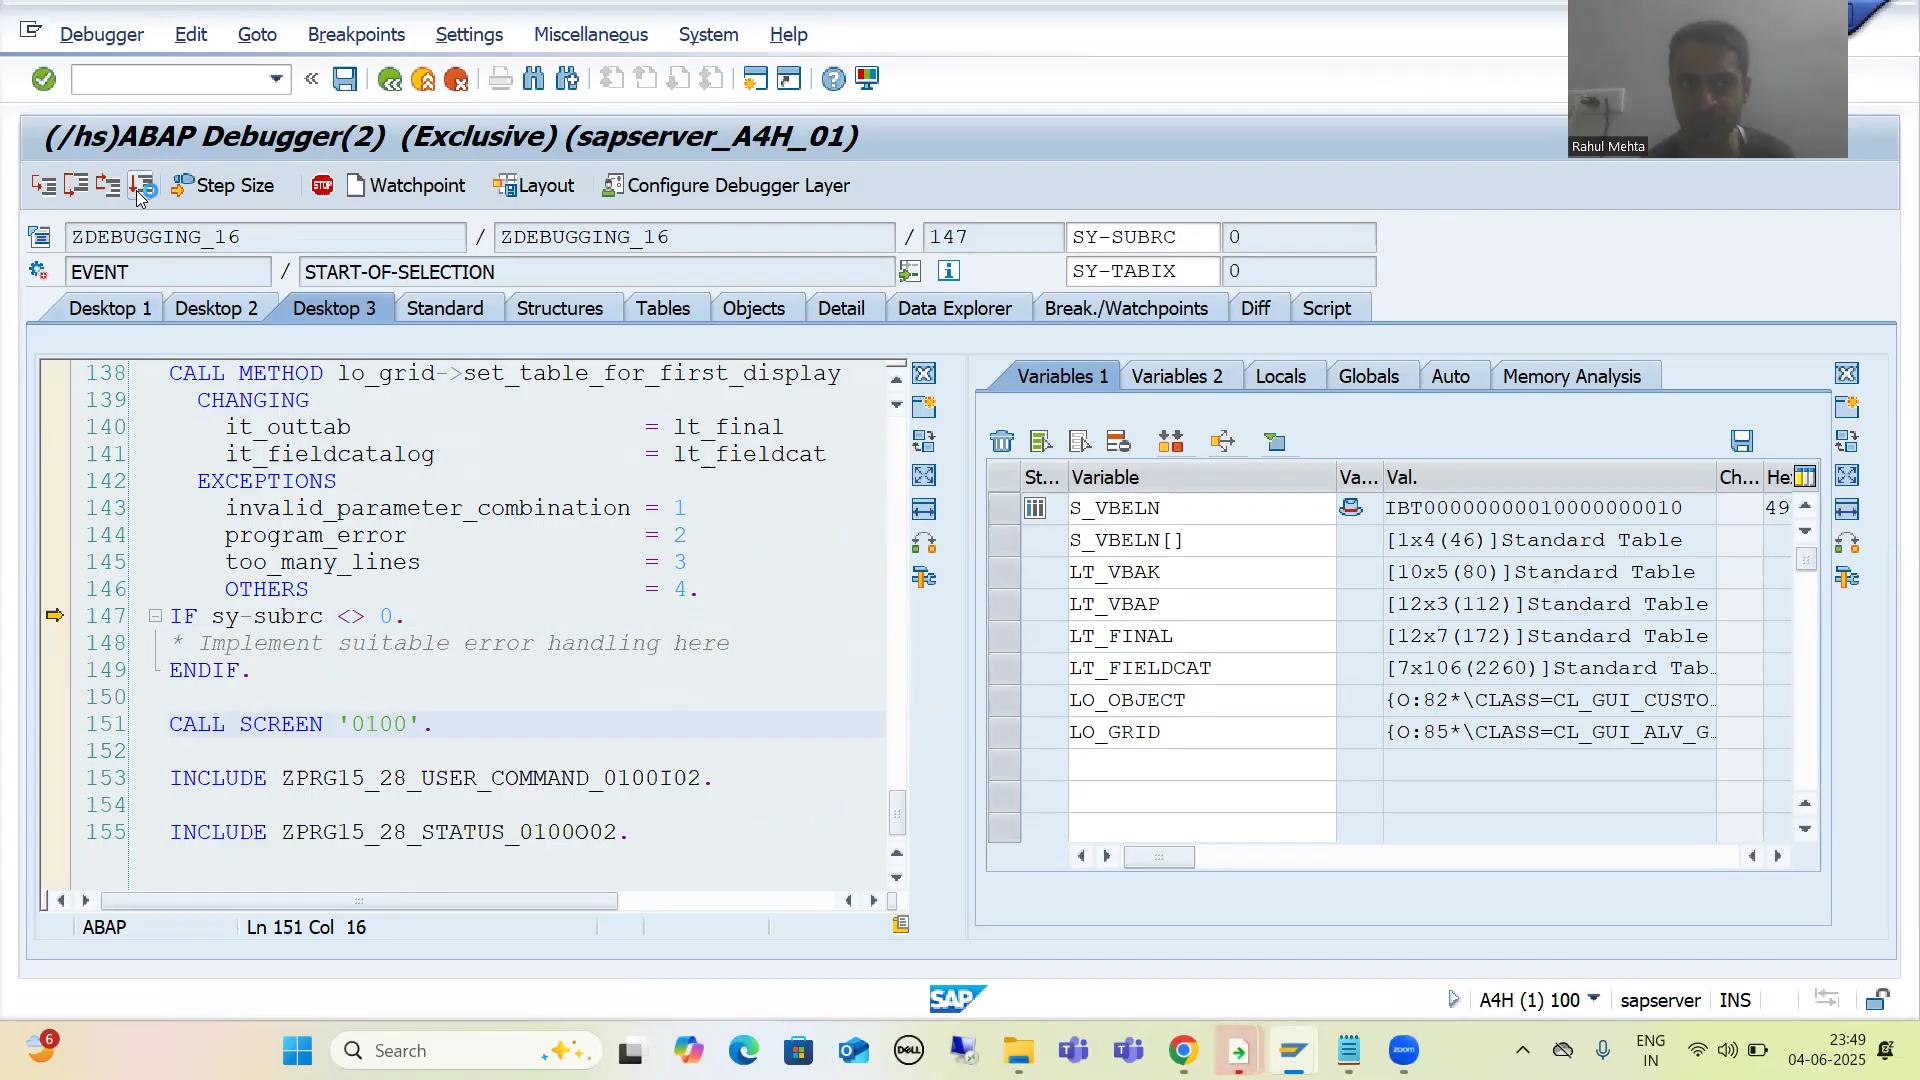 Debugger Edit Goto Breakpoints Settings Miscellaneous System Help
Rahul Mehta
(/hs)ABAP Debugger(2) (Exclusive) (sapserver_A4H_01)
Step Size STOP Watchpoint Layout Configure Debugger Layer
ZDEBUGGING_16 / ZDEBUGGING_16 / 147 SY-SUBRC 0
EVENT / START-OF-SELECTION SY-TABIX 0
Desktop 1 Desktop 2 Desktop 3 Standard Structures Tables Objects Detail Data Explorer Break./Watchpoints Diff Script
138 CALL METHOD lo_grid->set_table_for_first_display
139 CHANGING
140 it_outtab = lt_final
141 it_fieldcatalog = lt_fieldcat
142 EXCEPTIONS
143 invalid_parameter_combination = 1
144 program_error = 2
145 too_many_lines = 3
146 OTHERS = 4.
147 IF sy-subrc <> 0.
148 * Implement suitable error handling here
149 ENDIF.
150
151 CALL SCREEN '0100'.
152
153 INCLUDE ZPRG15_28_USER_COMMAND_0100I02.
154
155 INCLUDE ZPRG15_28_STATUS_0100O02.
ABAP Ln 151 Col 16
Variables 1 Variables 2 Locals Globals Auto Memory Analysis
St... Variable Va... Val. Ch... He
S_VBELN IBT00000000010000000010 49
S_VBELN[] [1x4(46)]Standard Table
LT_VBAK [10x5(80)]Standard Table
LT_VBAP [12x3(112)]Standard Table
LT_FINAL [12x7(172)]Standard Table
LT_FIELDCAT [7x106(2260)]Standard Tab…
LO_OBJECT {O:82*\CLASS=CL_GUI_CUSTO…
LO_GRID {O:85*\CLASS=CL_GUI_ALV_G…
SAP A4H (1) 100 sapserver INS
6 Search DELL zoom ENG
IN 23:49
04-06-2025